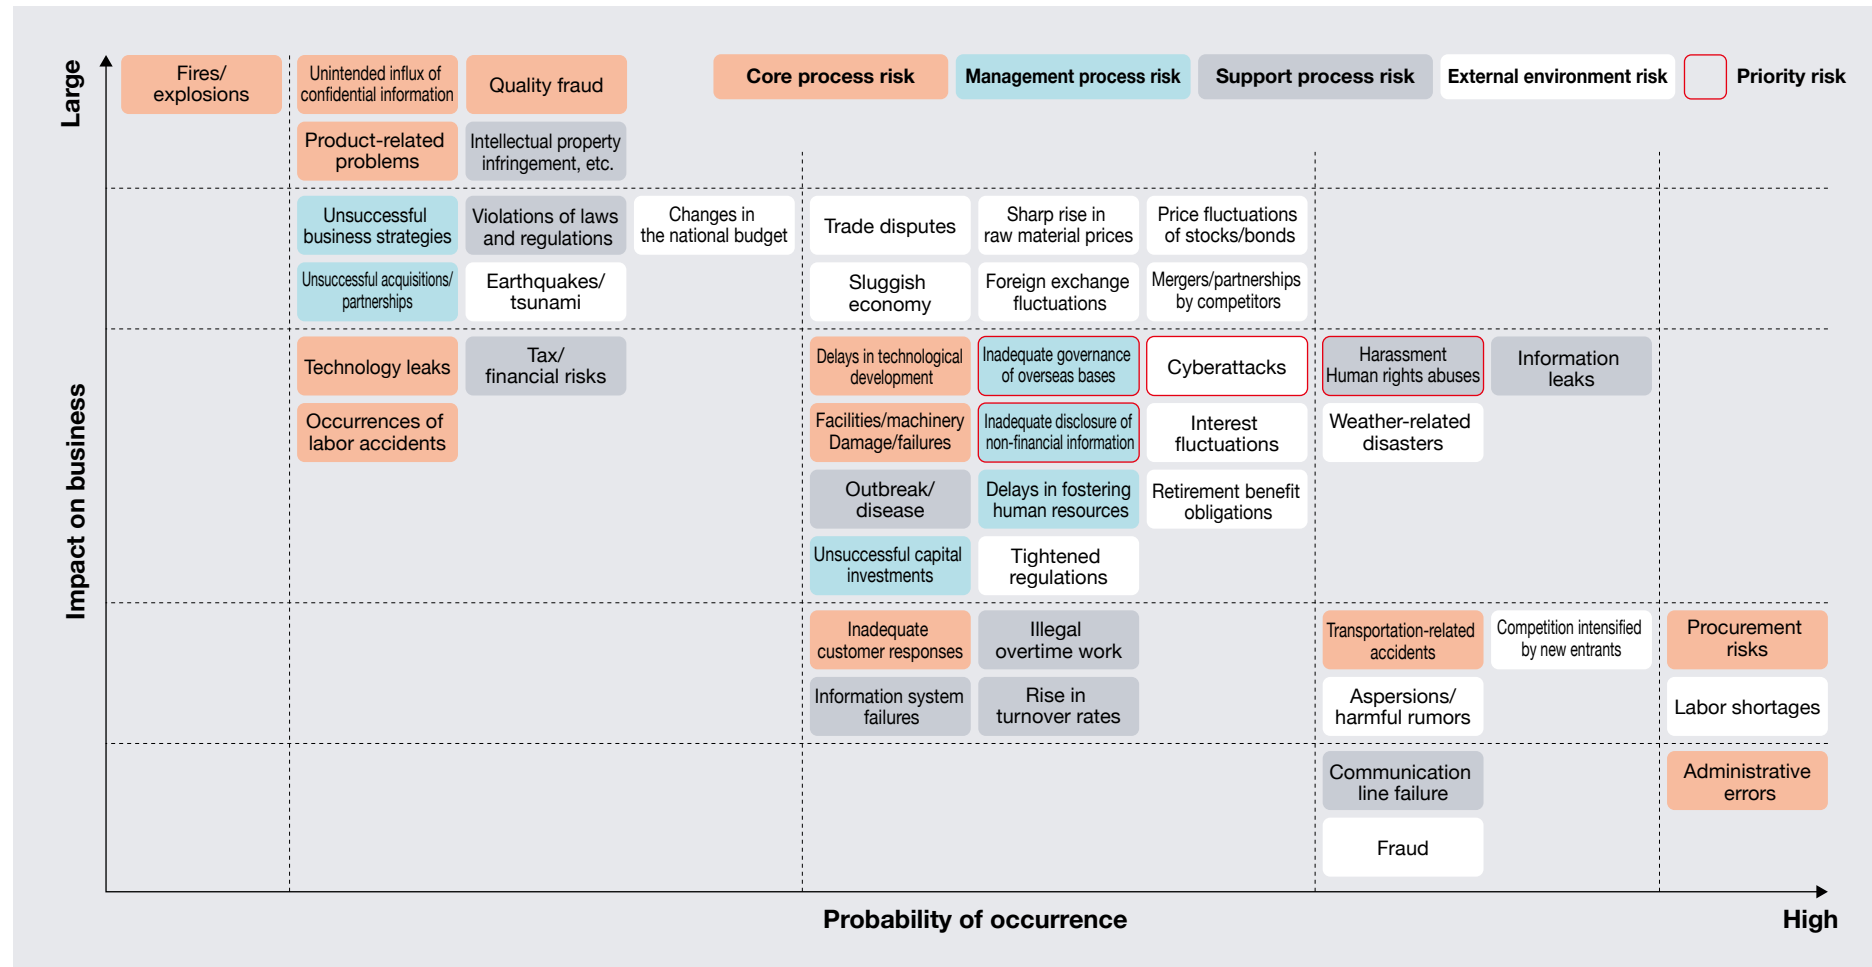 Large
Impact on business
Fires/
explosions
Unintended influx of
confidential information
Quality fraud
Core process risk
Management process risk
Support process risk
External environment risk
Priority risk
Product-related
problems
Intellectual property
infringement, etc.
Unsuccessful
business strategies
Violations of laws
and regulations
Changes in
the national budget
Trade disputes
Sharp rise in
raw material prices
Price fluctuations
of stocks/bonds
Unsuccessful acquisitions/
partnerships
Earthquakes/
tsunami
Sluggish
economy
Foreign exchange
fluctuations
Mergers/partnerships
by competitors
Technology leaks
Tax/
financial risks
Delays in technological
development
Inadequate governance
of overseas bases
Cyberattacks
Harassment
Human rights abuses
Information
leaks
Occurrences of
labor accidents
Facilities/machinery
Damage/failures
Inadequate disclosure of
non-financial information
Interest
fluctuations
Weather-related
disasters
Outbreak/
disease
Delays in fostering
human resources
Retirement benefit
obligations
Unsuccessful capital
investments
Tightened
regulations
Inadequate
customer responses
Illegal
overtime work
Transportation-related
accidents
Competition intensified
by new entrants
Procurement
risks
Information system
failures
Rise in
turnover rates
Aspersions/
harmful rumors
Labor shortages
Communication
line failure
Administrative
errors
Fraud
Probability of occurrence
High